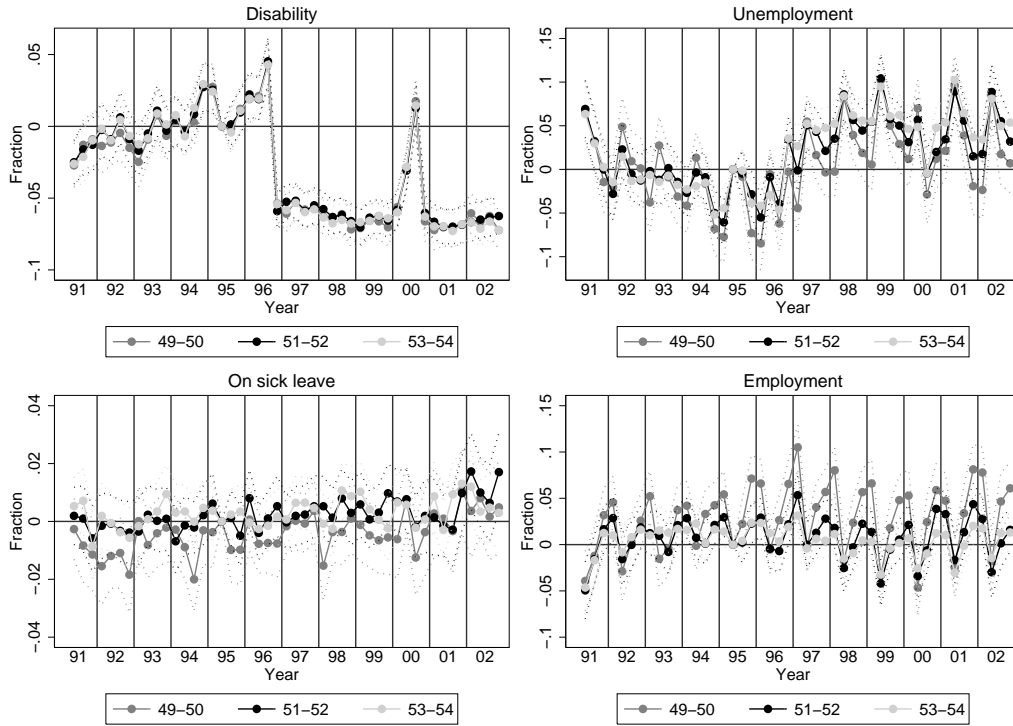 Disability
Fraction
.05
0
-.05
-.1
91 92 93 94 95 96 97 98 99 00 01 02
Year
49-50 51-52 53-54
Unemployment
Fraction
.15
.1
.05
0
-.05
-.1
91 92 93 94 95 96 97 98 99 00 01 02
Year
49-50 51-52 53-54
On sick leave
Fraction
.04
.02
0
-.02
-.04
91 92 93 94 95 96 97 98 99 00 01 02
Year
49-50 51-52 53-54
Employment
Fraction
.15
.1
.05
0
-.05
-.1
91 92 93 94 95 96 97 98 99 00 01 02
Year
49-50 51-52 53-54